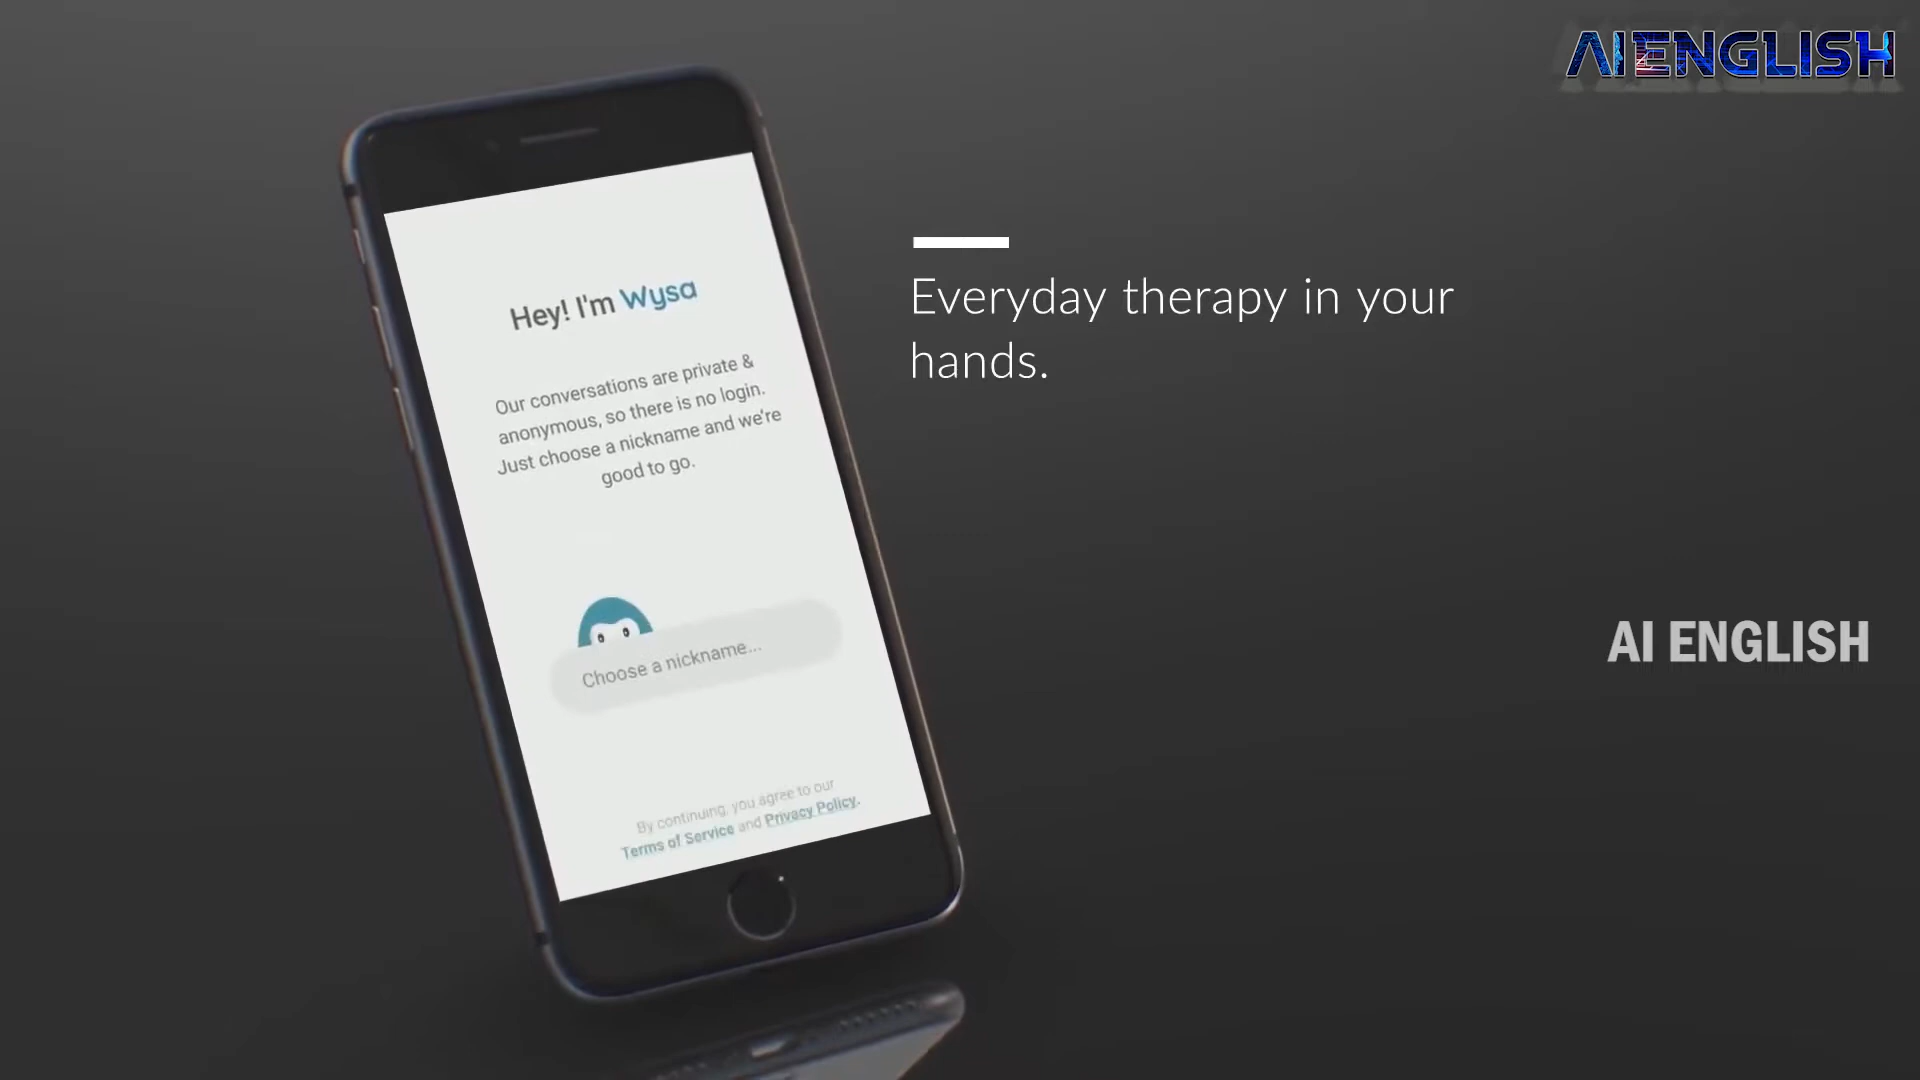 AI ENGLISH
Hey! I'm Wysa
Our conversations are private &
anonymous, so there is no login.
Just choose a nickname and we're
good to go.
Choose a nickname...
By continuing, you agree to our
Terms of Service and Privacy Policy.
Everyday therapy in your
hands.
AI ENGLISH